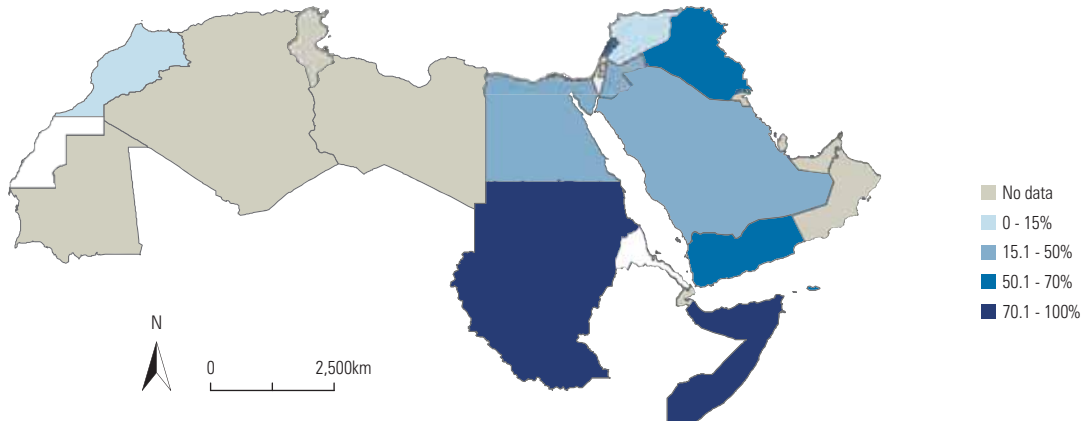 No data
0 - 15%
15.1 - 50%
50.1 - 70%
70.1 - 100%
N
0 2,500km